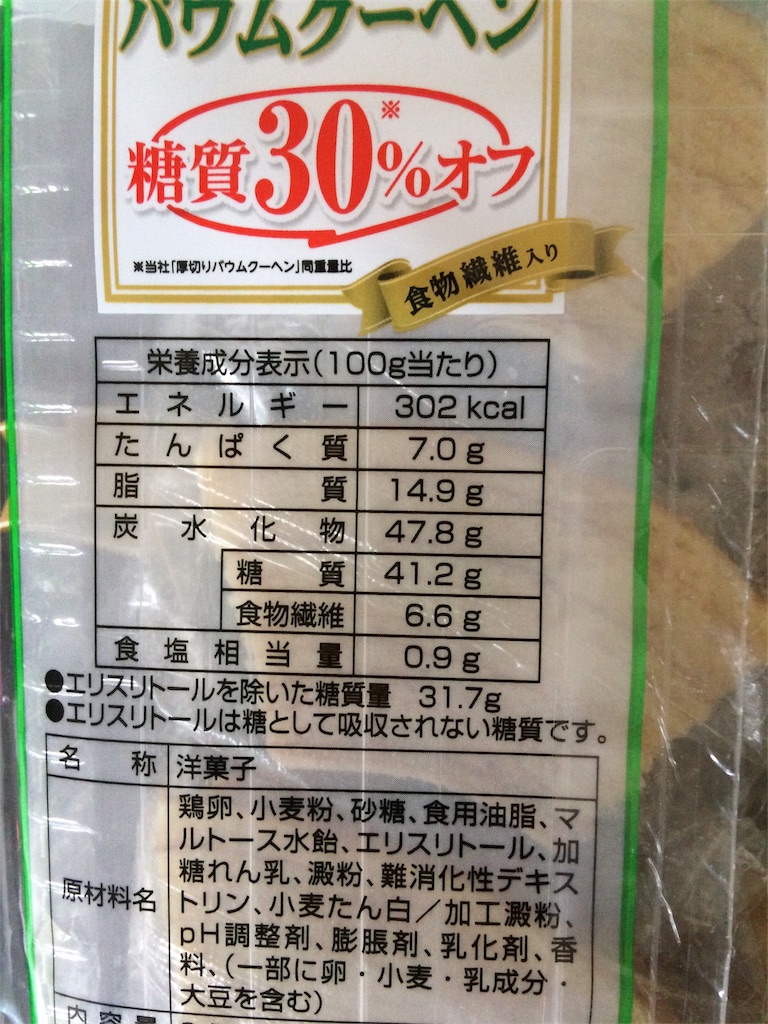 バウムクーヘン
糖質30%※オフ
※当社「厚切りバウムクーヘン」同重量比
食物繊維入り
栄養成分表示(100g当たり)
エネルギー 302 kcal
たんぱく質 7.0 g
脂質 14.9 g
炭水化物 47.8 g
糖質 41.2 g
食物繊維 6.6 g
食塩相当量 0.9 g
●エリスリトールを除いた糖質量 31.7g
●エリスリトールは糖として吸収されない糖質です。
名称 洋菓子
原材料名 鶏卵、小麦粉、砂糖、食用油脂、マ
ルトース水飴、エリスリトール、加
糖れん乳、澱粉、難消化性デキス
トリン、小麦たん白／加工澱粉、
pH調整剤、膨脹剤、乳化剤、香
料、(一部に卵・小麦・乳成分・
大豆を含む)
内容量